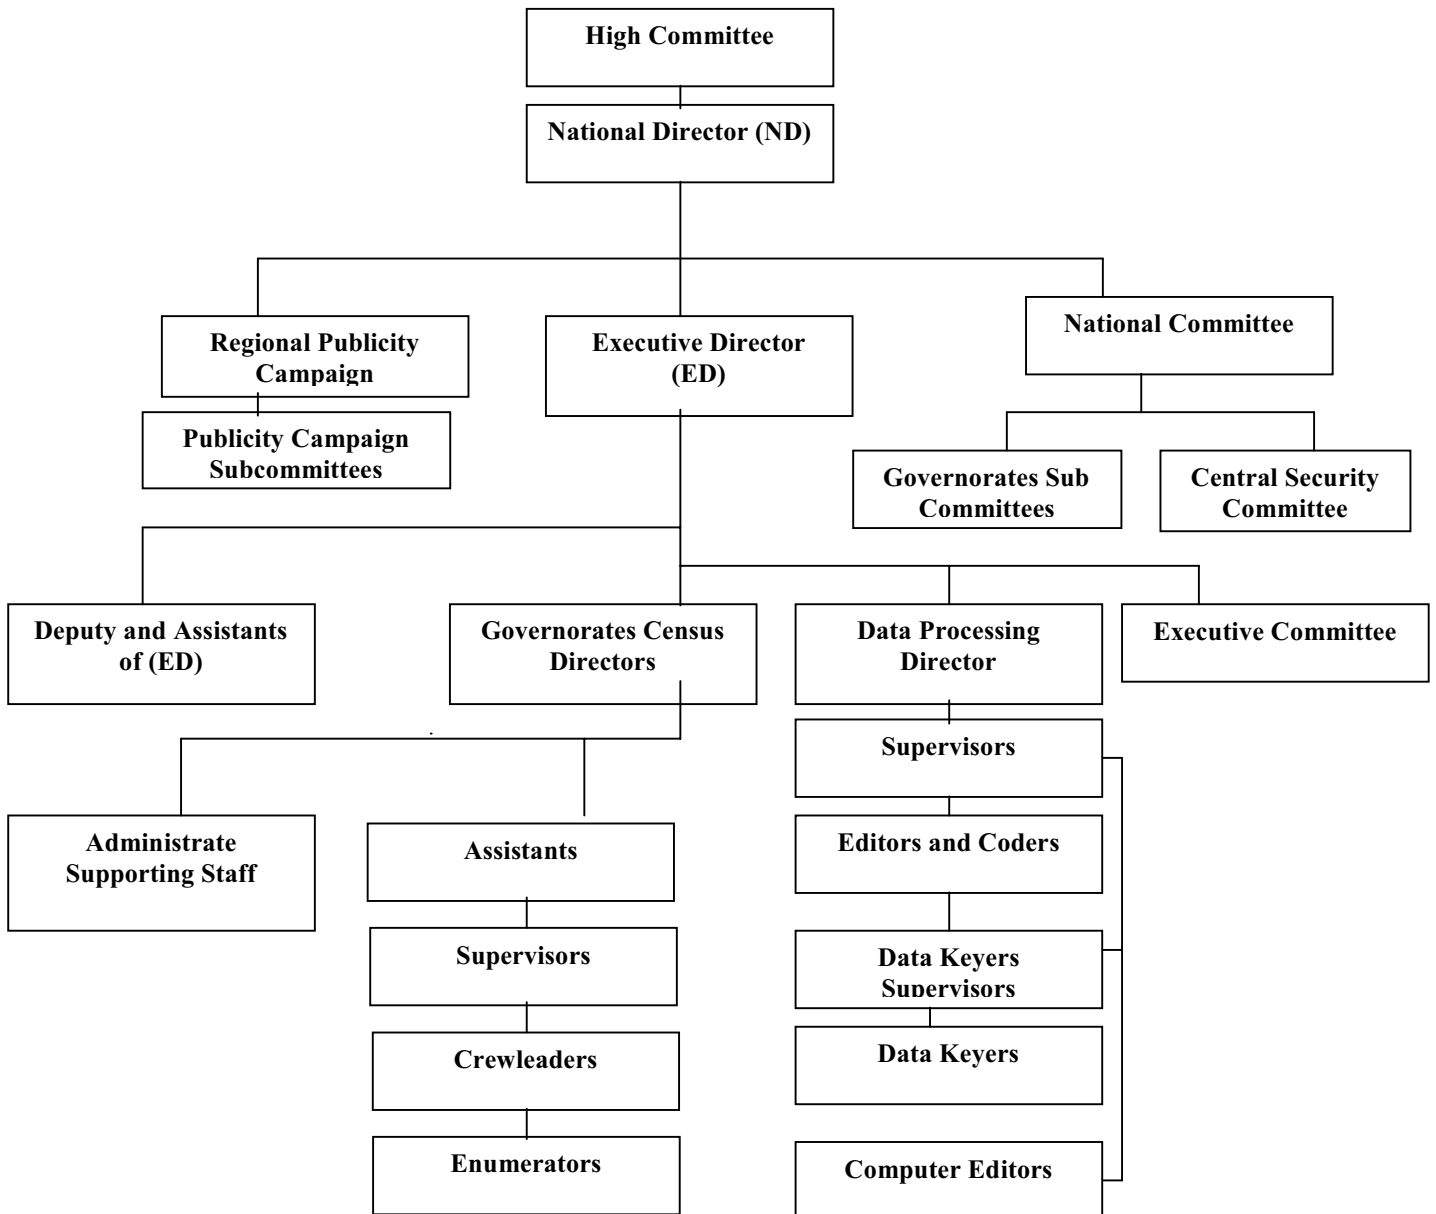 High Committee
National Director (ND)
Regional Publicity
Campaign
Executive Director
(ED)
National Committee
Publicity Campaign
Subcommittees
Governorates Sub
Committees
Central Security
Committee
Deputy and Assistants
of (ED)
Governorates Census
Directors
Data Processing
Director
Executive Committee
Supervisors
Administrate
Supporting Staff
Assistants
Editors and Coders
Supervisors
Data Keyers
Supervisors
Crewleaders
Data Keyers
Enumerators
Computer Editors